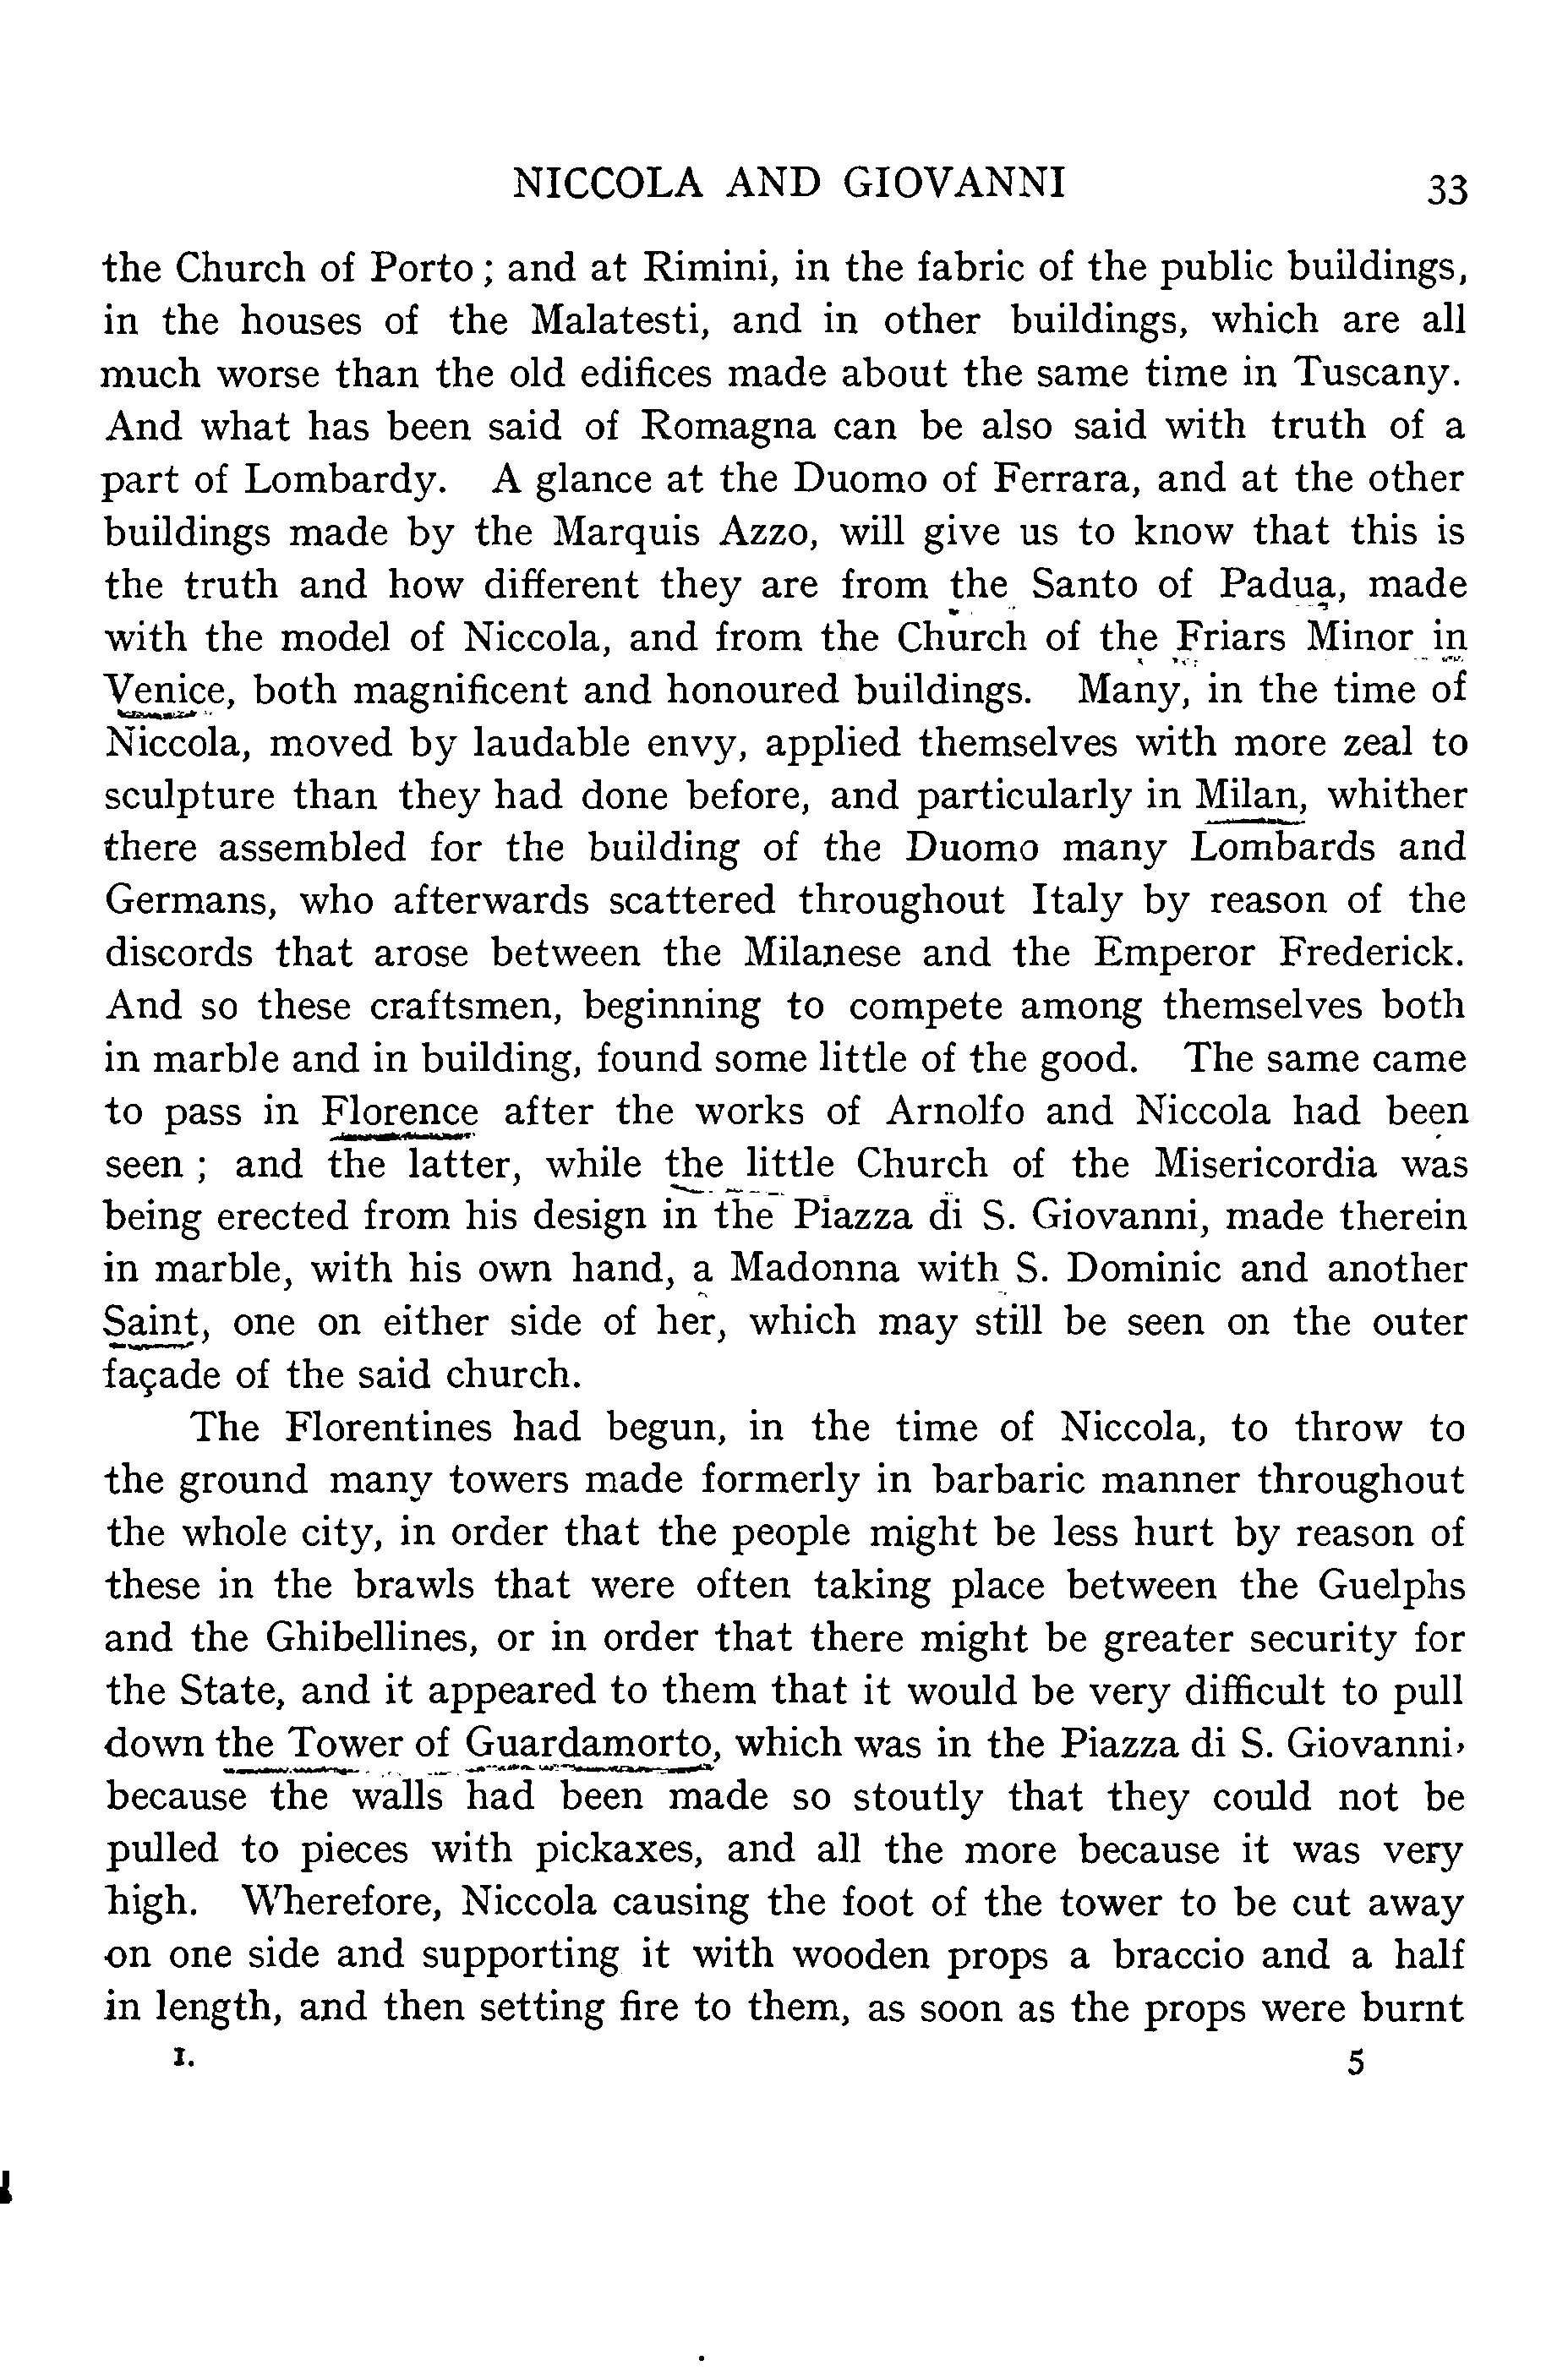 NICCOLA AND GIOVANNI 33
the Church of Porto ; and at Rimini, in the fabric of the public buildings,
in the houses of the Malatesti, and in other buildings, which are all
much worse than the old edifices made about the same time in Tuscany.
And what has been said of Romagna can be also said with truth of a
part of Lombardy. A glance at the Duomo of Ferrara, and at the other
buildings made by the Marquis Azzo, will give us to know that this is
the truth and how different they are from the Santo of Padua, made
with the model of Niccola, and from the Church of the Friars Minor in
Venice, both magnificent and honoured buildings. Many, in the time of
Niccola, moved by laudable envy, applied themselves with more zeal to
sculpture than they had done before, and particularly in Milan, whither
there assembled for the building of the Duomo many Lombards and
Germans, who afterwards scattered throughout Italy by reason of the
discords that arose between the Milanese and the Emperor Frederick.
And so these craftsmen, beginning to compete among themselves both
in marble and in building, found some little of the good. The same came
to pass in Florence after the works of Arnolfo and Niccola had been
seen ; and the latter, while the little Church of the Misericordia was
being erected from his design in the Piazza di S. Giovanni, made therein
in marble, with his own hand, a Madonna with S. Dominic and another
Saint, one on either side of her, which may still be seen on the outer
façade of the said church.
The Florentines had begun, in the time of Niccola, to throw to
the ground many towers made formerly in barbaric manner throughout
the whole city, in order that the people might be less hurt by reason of
these in the brawls that were often taking place between the Guelphs
and the Ghibellines, or in order that there might be greater security for
the State, and it appeared to them that it would be very difficult to pull
down the Tower of Guardamorto, which was in the Piazza di S. Giovanni,
because the walls had been made so stoutly that they could not be
pulled to pieces with pickaxes, and all the more because it was very
high. Wherefore, Niccola causing the foot of the tower to be cut away
on one side and supporting it with wooden props a braccio and a half
in length, and then setting fire to them, as soon as the props were burnt
I. 5